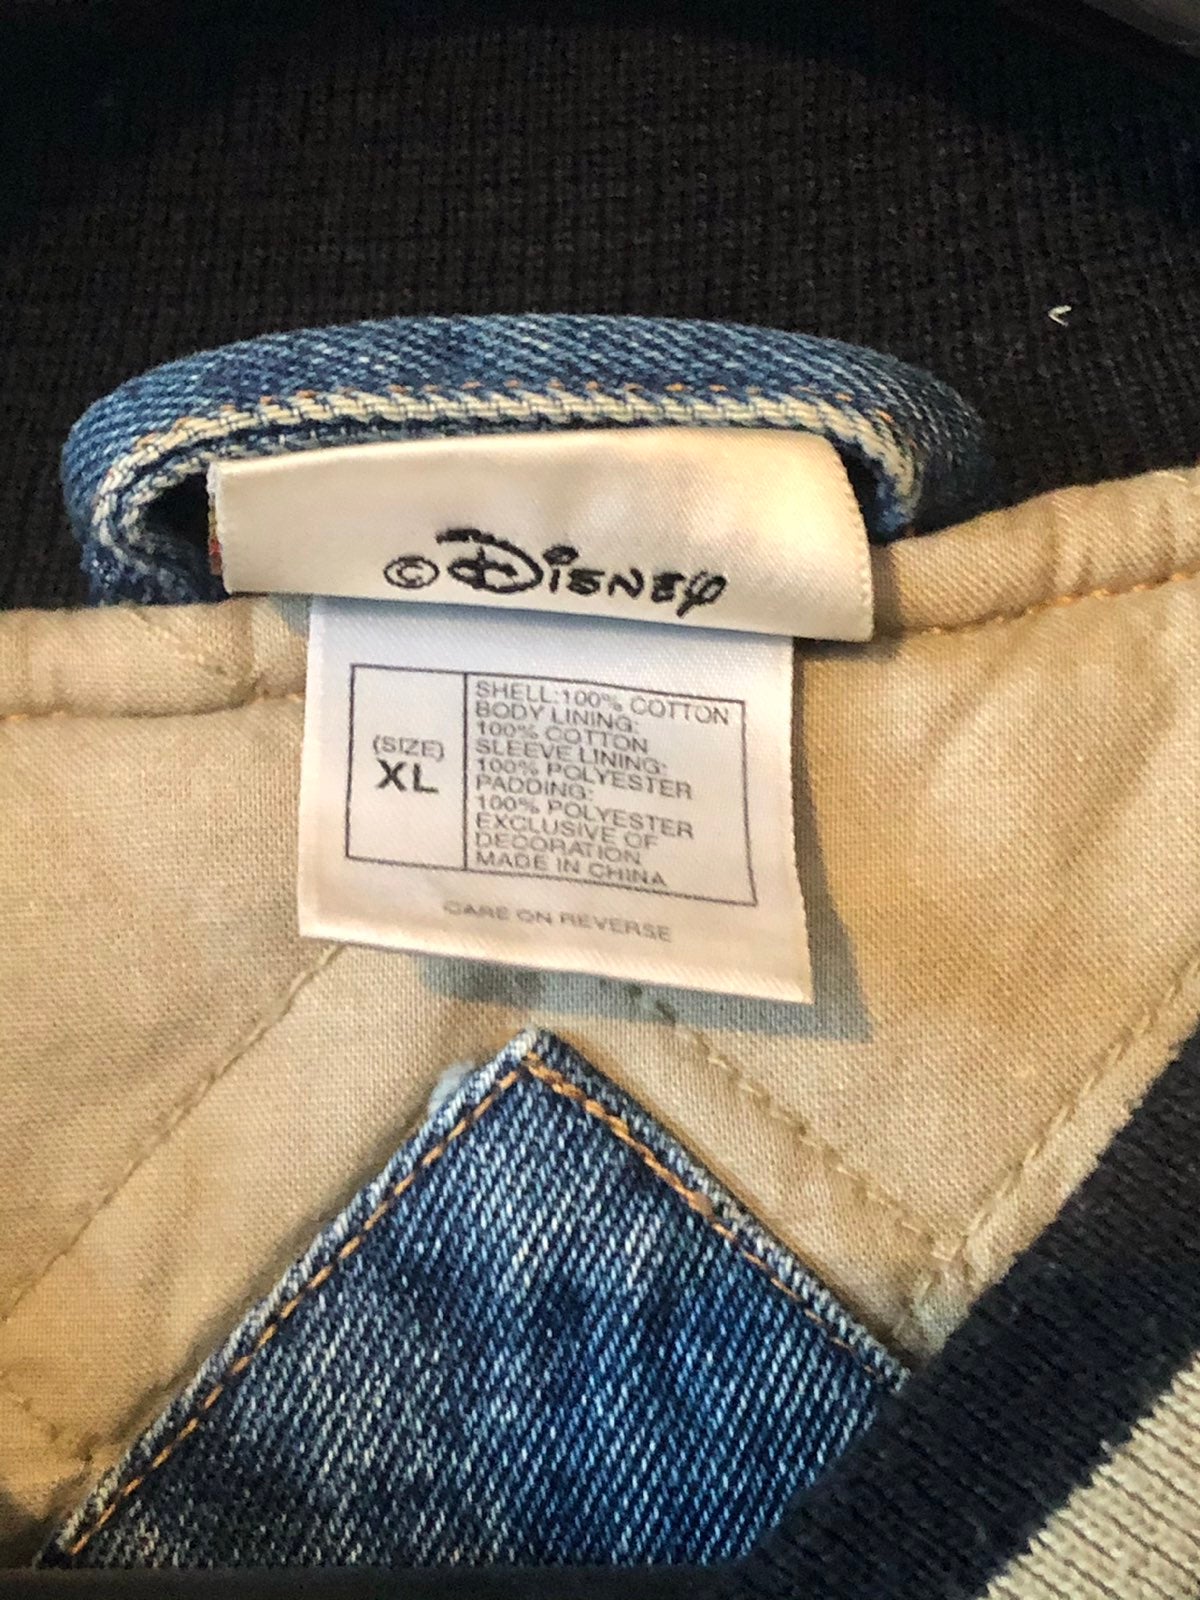 ©Disney
(SIZE)
XL
SHELL:100% COTTON
BODY LINING:
100% COTTON
SLEEVE LINING:
100% POLYESTER
PADDING:
100% POLYESTER
EXCLUSIVE OF
DECORATION
MADE IN CHINA
CARE ON REVERSE